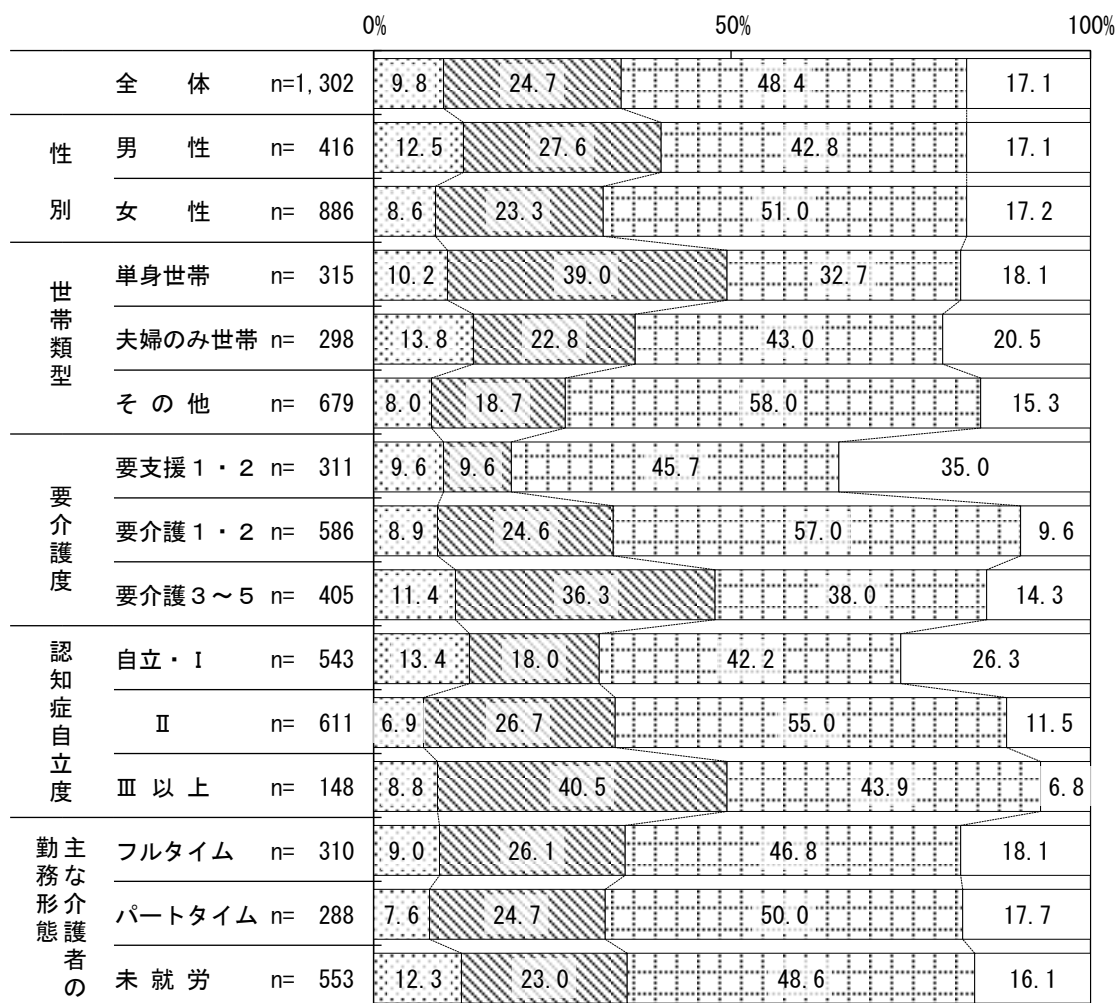 0% 50% 100%
全体 n=1,302 9.8 24.7 48.4 17.1
性別
男性 n= 416 12.5 27.6 42.8 17.1
女性 n= 886 8.6 23.3 51.0 17.2
世帯類型
単身世帯 n= 315 10.2 39.0 32.7 18.1
夫婦のみ世帯 n= 298 13.8 22.8 43.0 20.5
その他 n= 679 8.0 18.7 58.0 15.3
要介護度
要支援1・2 n= 311 9.6 9.6 45.7 35.0
要介護1・2 n= 586 8.9 24.6 57.0 9.6
要介護3～5 n= 405 11.4 36.3 38.0 14.3
認知症自立度
自立・Ⅰ n= 543 13.4 18.0 42.2 26.3
Ⅱ n= 611 6.9 26.7 55.0 11.5
Ⅲ以上 n= 148 8.8 40.5 43.9 6.8
主な介護者の
勤務形態
フルタイム n= 310 9.0 26.1 46.8 18.1
パートタイム n= 288 7.6 24.7 50.0 17.7
未就労 n= 553 12.3 23.0 48.6 16.1